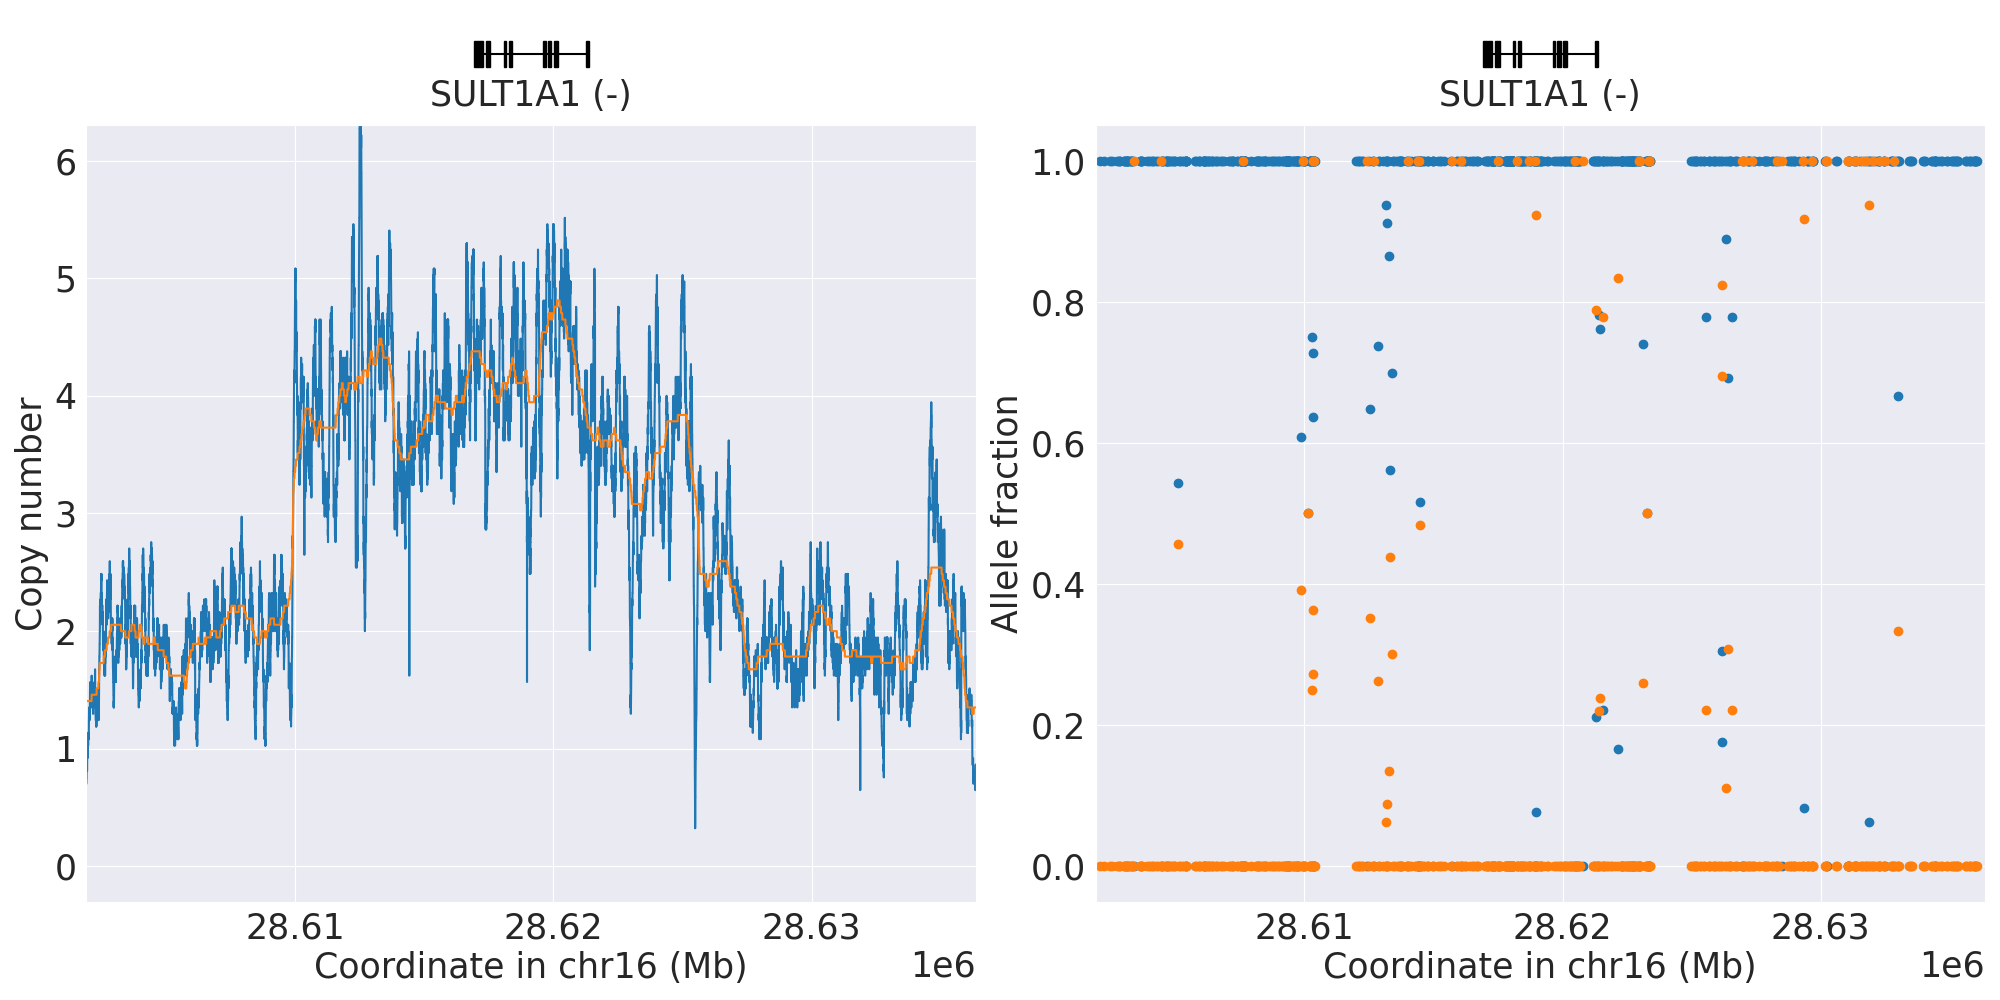 SULT1A1 (-)
6
5
4
3
2
1
0
Copy number
28.61
28.62
28.63
Coordinate in chr16 (Mb)
1e6
SULT1A1 (-)
1.0
0.8
0.6
0.4
0.2
0.0
Allele fraction
28.61
28.62
28.63
Coordinate in chr16 (Mb)
1e6